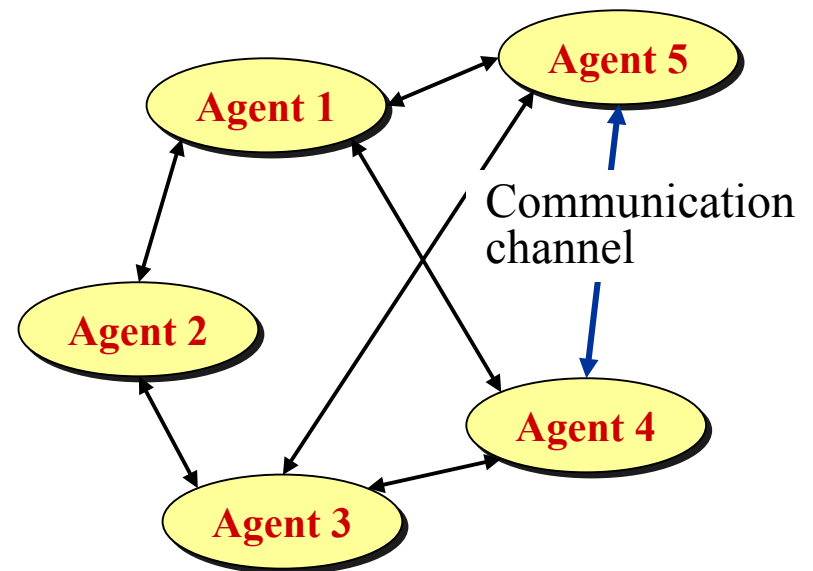 Agent 5
Agent 1
Communication
channel
Agent 2
Agent 4
Agent 3